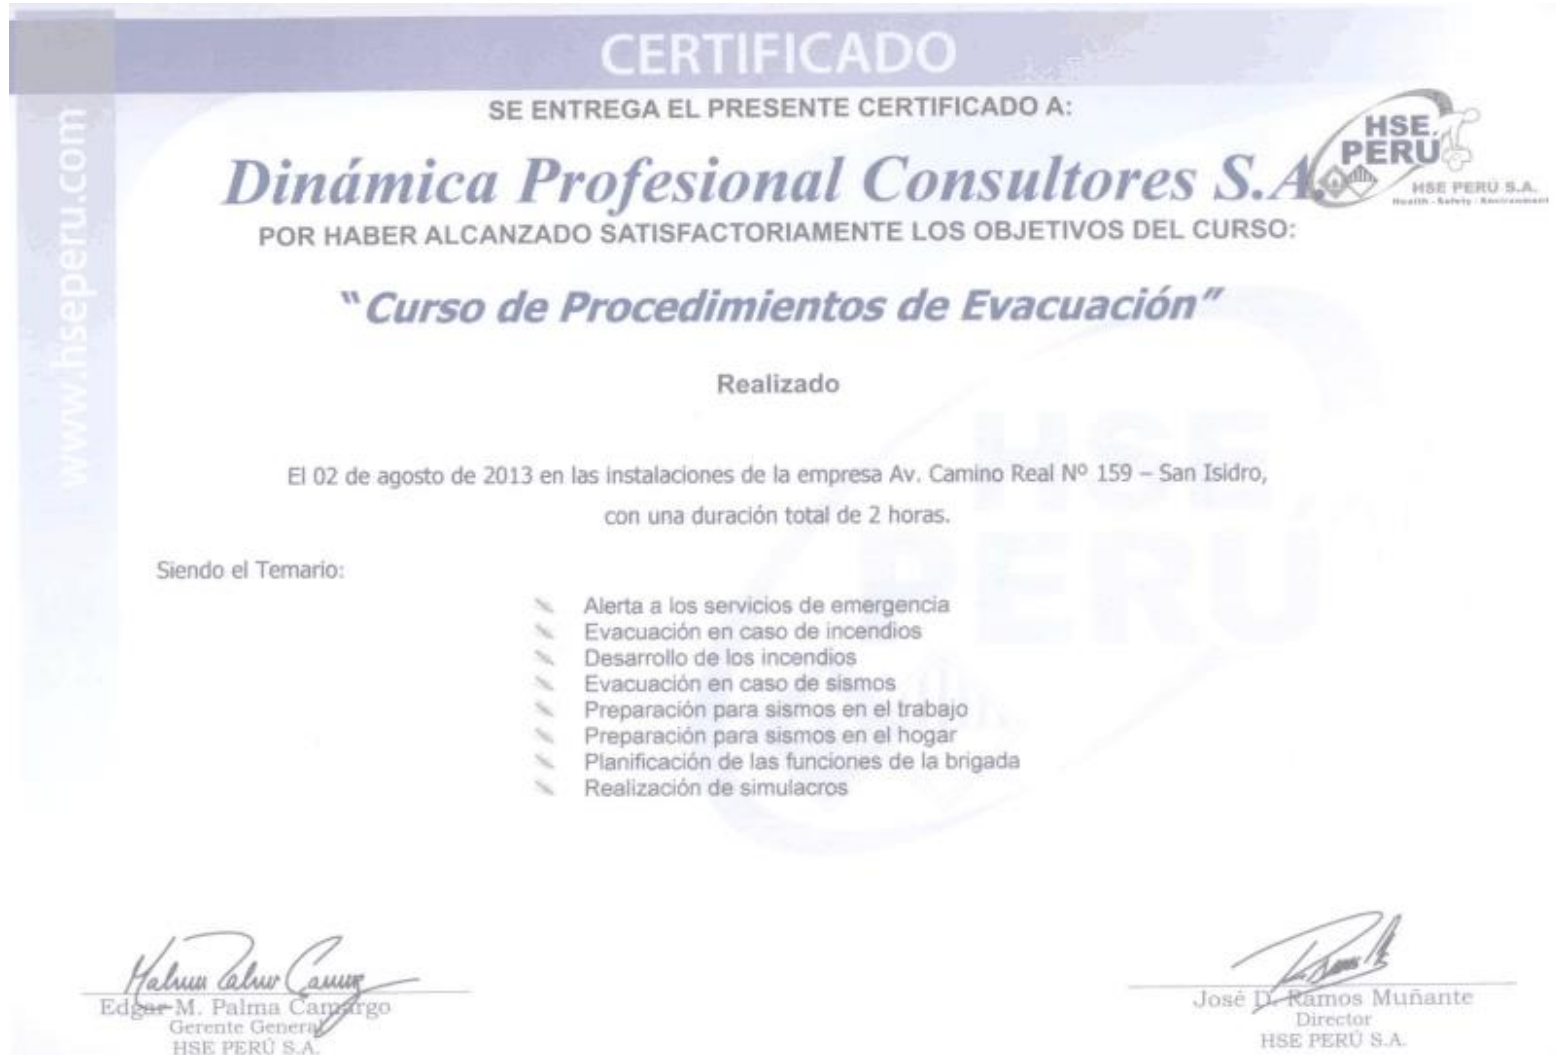 CERTIFICADO
SE ENTREGA EL PRESENTE CERTIFICADO A:
HSE
PERÚ
HSE PERÚ S.A.
Health - Safety - Environment
Dinámica Profesional Consultores S.A.
POR HABER ALCANZADO SATISFACTORIAMENTE LOS OBJETIVOS DEL CURSO:
www.hseperu.com
"Curso de Procedimientos de Evacuación"
Realizado
El 02 de agosto de 2013 en las instalaciones de la empresa Av. Camino Real Nº 159 – San Isidro,
con una duración total de 2 horas.
HSE
PERÚ
Siendo el Temario:
Alerta a los servicios de emergencia
Evacuación en caso de incendios
Desarrollo de los incendios
Evacuación en caso de sismos
Preparación para sismos en el trabajo
Preparación para sismos en el hogar
Planificación de las funciones de la brigada
Realización de simulacros
Edgar M. Palma Camargo
Gerente General
HSE PERÚ S.A.
José D. Ramos Muñante
Director
HSE PERÚ S.A.